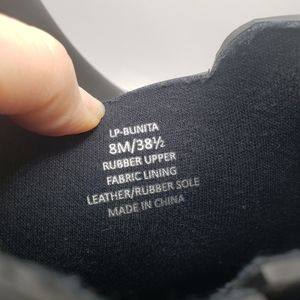 LP-BUNITA
8M/38½
RUBBER UPPER
FABRIC LINING
LEATHER/RUBBER SOLE
MADE IN CHINA